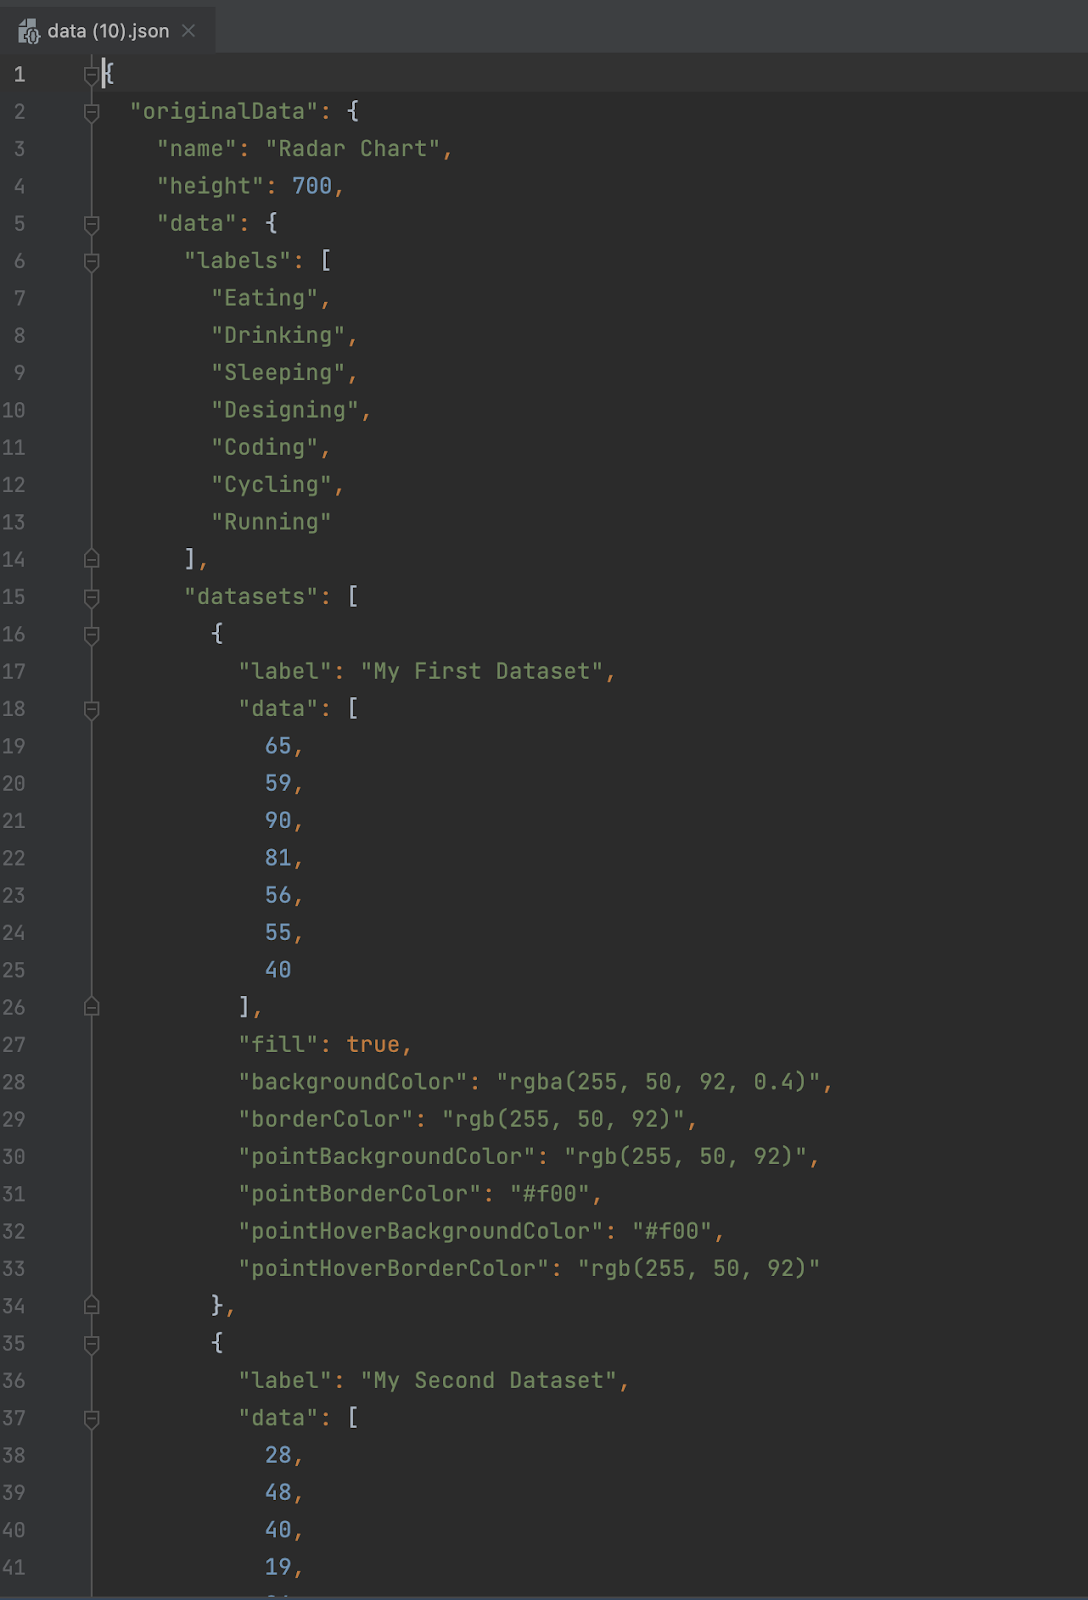 data (10).json
1 {
2 "originalData": {
3 "name": "Radar Chart",
4 "height": 700,
5 "data": {
6 "labels": [
7 "Eating",
8 "Drinking",
9 "Sleeping",
10 "Designing",
11 "Coding",
12 "Cycling",
13 "Running"
14 ],
15 "datasets": [
16 {
17 "label": "My First Dataset",
18 "data": [
19 65,
20 59,
21 90,
22 81,
23 56,
24 55,
25 40
26 ],
27 "fill": true,
28 "backgroundColor": "rgba(255, 50, 92, 0.4)",
29 "borderColor": "rgb(255, 50, 92)",
30 "pointBackgroundColor": "rgb(255, 50, 92)",
31 "pointBorderColor": "#f00",
32 "pointHoverBackgroundColor": "#f00",
33 "pointHoverBorderColor": "rgb(255, 50, 92)"
34 },
35 {
36 "label": "My Second Dataset",
37 "data": [
38 28,
39 48,
40 40,
41 19,